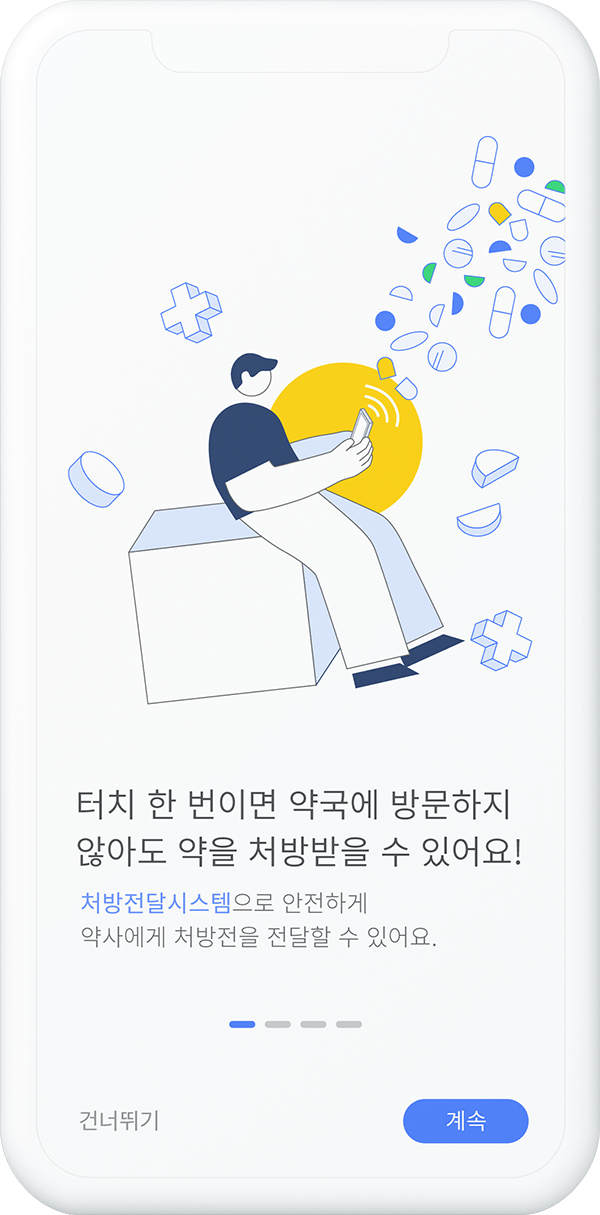 터치 한 번이면 약국에 방문하지
않아도 약을 처방받을 수 있어요!
처방전달시스템으로 안전하게
약사에게 처방전을 전달할 수 있어요.
건너뛰기
계속